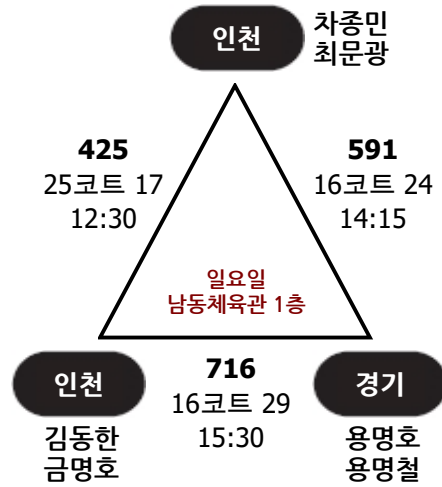 인천
차종민
최문광
425
25코트 17
12:30
591
16코트 24
14:15
일요일
남동체육관 1층
716
16코트 29
15:30
인천
김동한
금명호
경기
용명호
용명철